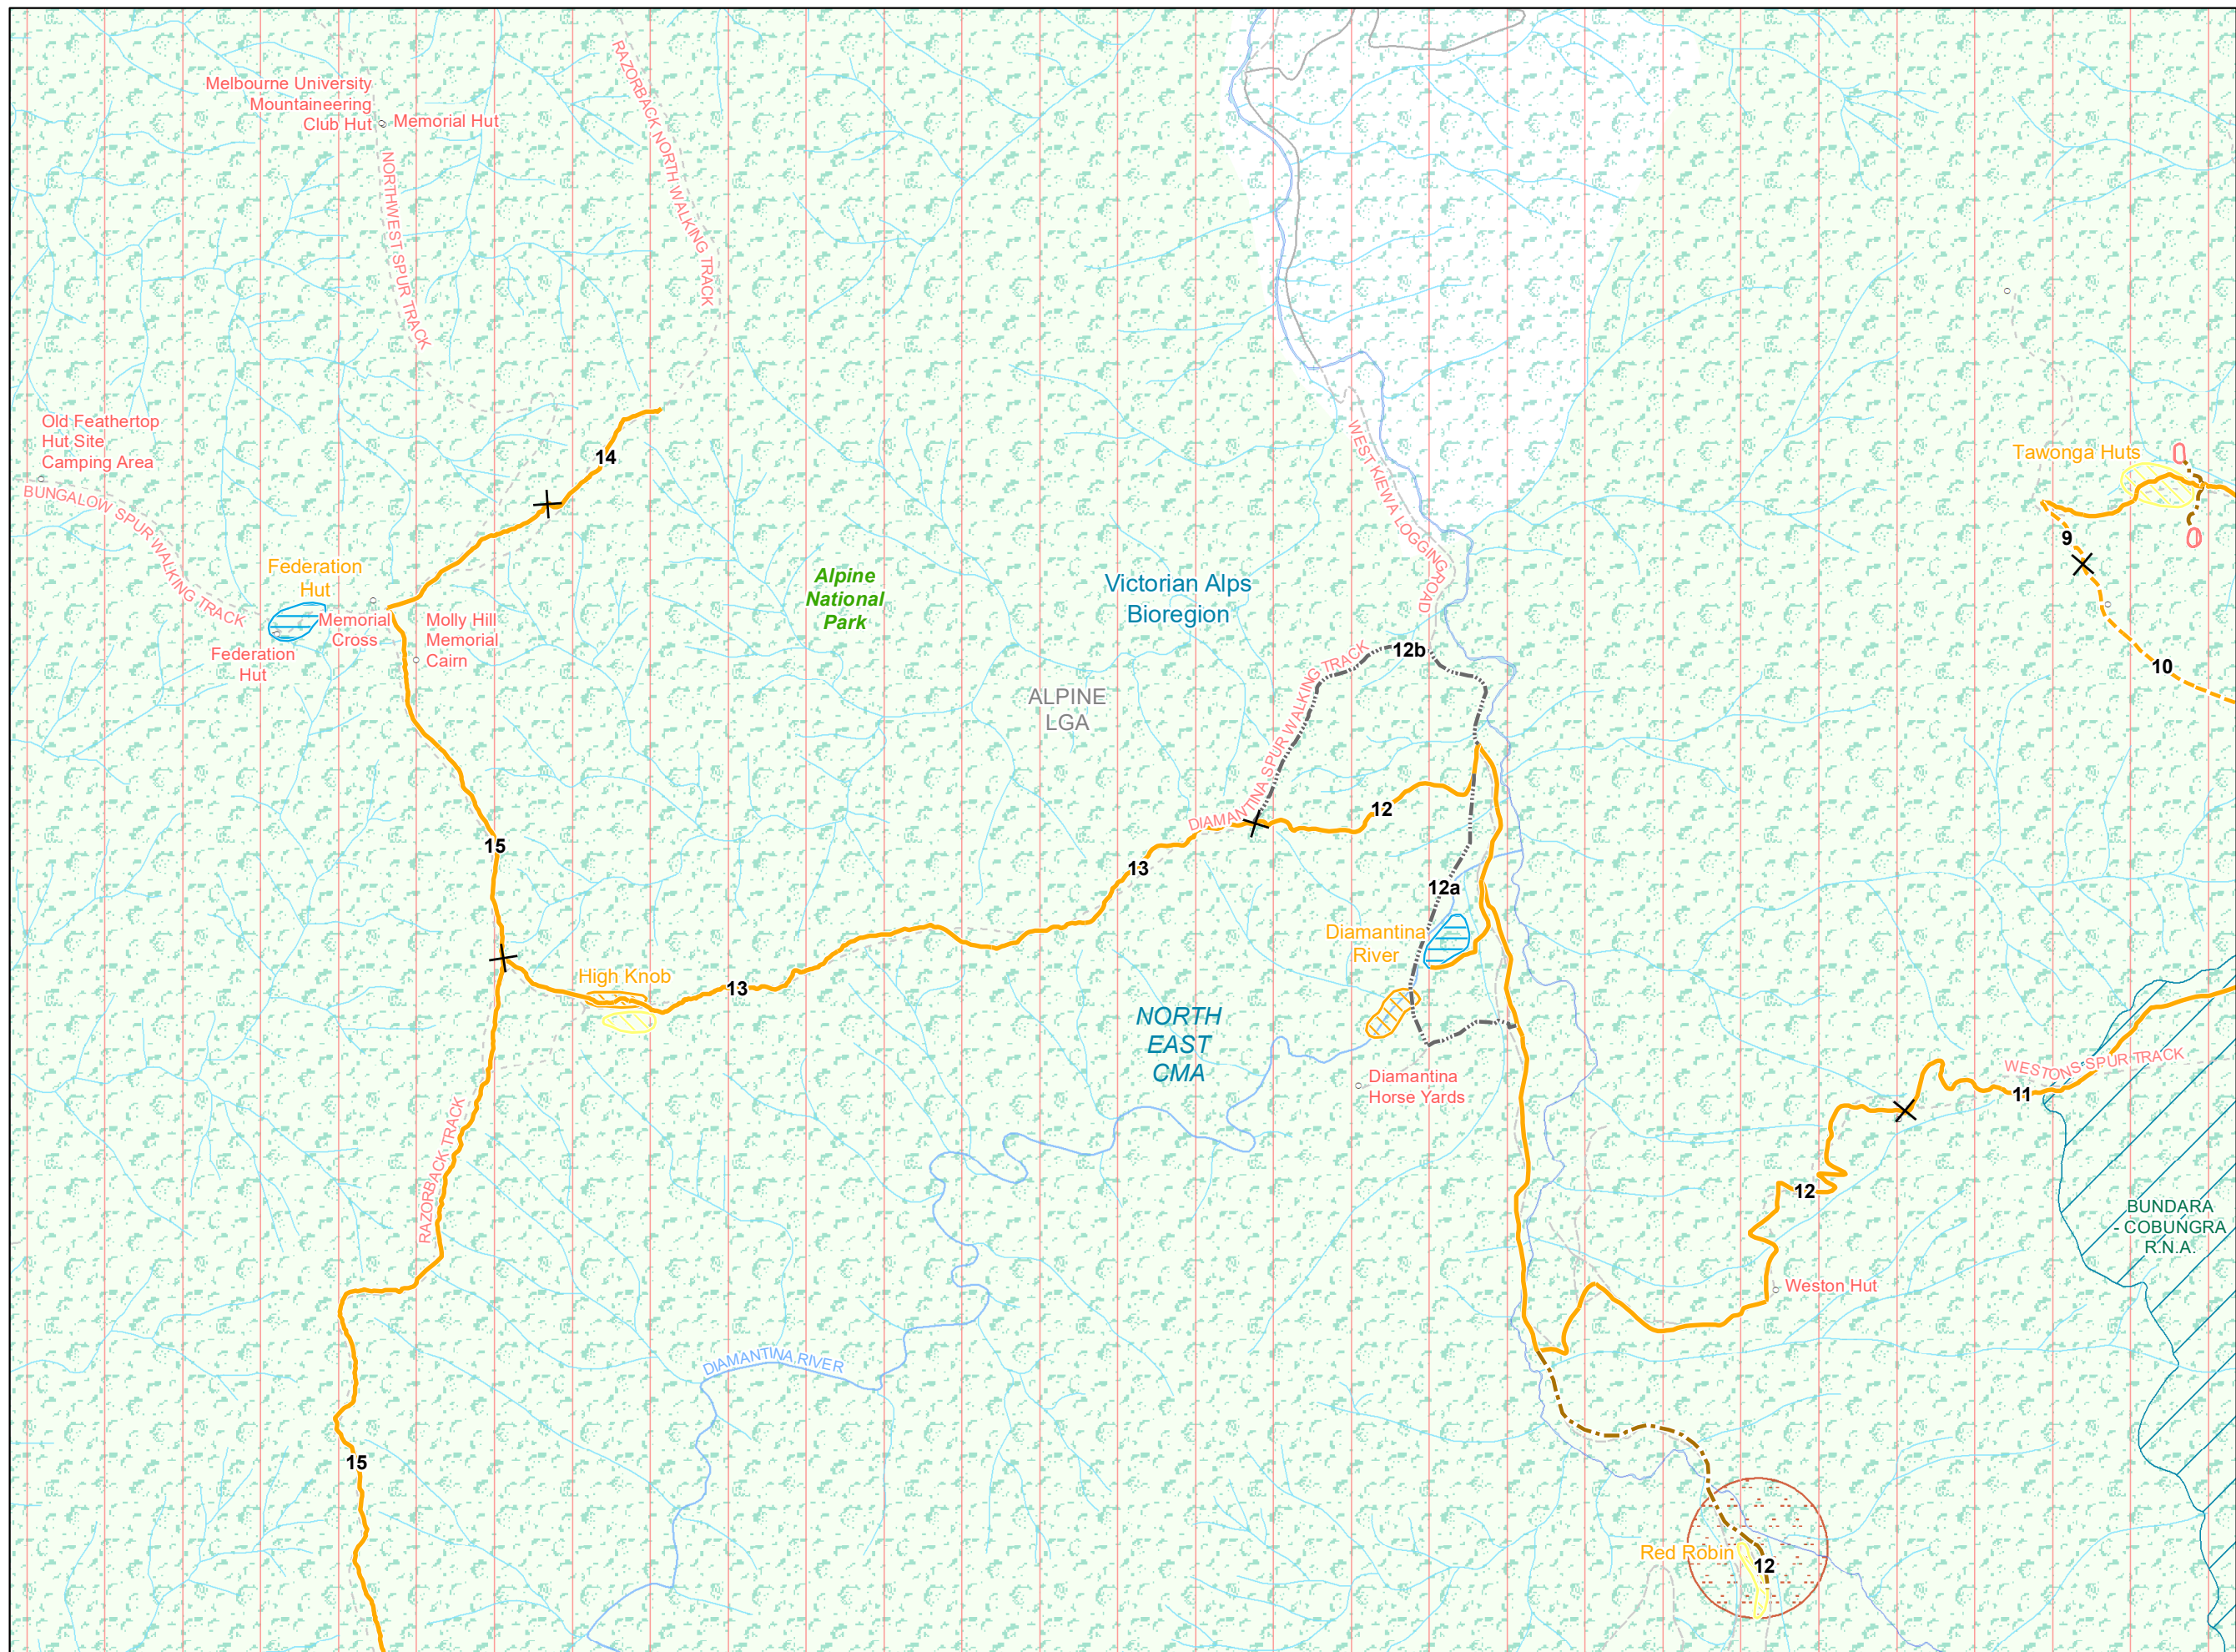 Melbourne University
Mountaineering
Club Hut
Memorial Hut
RAZORBACK NORTH WALKING TRACK
NORTHWEST SPUR TRACK
Old Feathertop
Hut Site
Camping Area
BUNGALOW SPUR WALKING TRACK
14
Federation
Hut
Memorial
Cross
Federation
Hut
Molly Hill
Memorial
Cairn
Alpine
National
Park
Victorian Alps
Bioregion
WEST KIEWA LOGGING ROAD
Tawonga Huts
9
10
ALPINE
LGA
12b
DIAMANTINA SPUR WALKING TRACK
12
15
13
12a
Diamantina
River
High Knob
13
NORTH
EAST
CMA
Diamantina
Horse Yards
WESTONS SPUR TRACK
11
RAZORBACK TRACK
12
BUNDARA
- COBUNGRA
R.N.A.
Weston Hut
DIAMANTINA RIVER
15
Red Robin
12